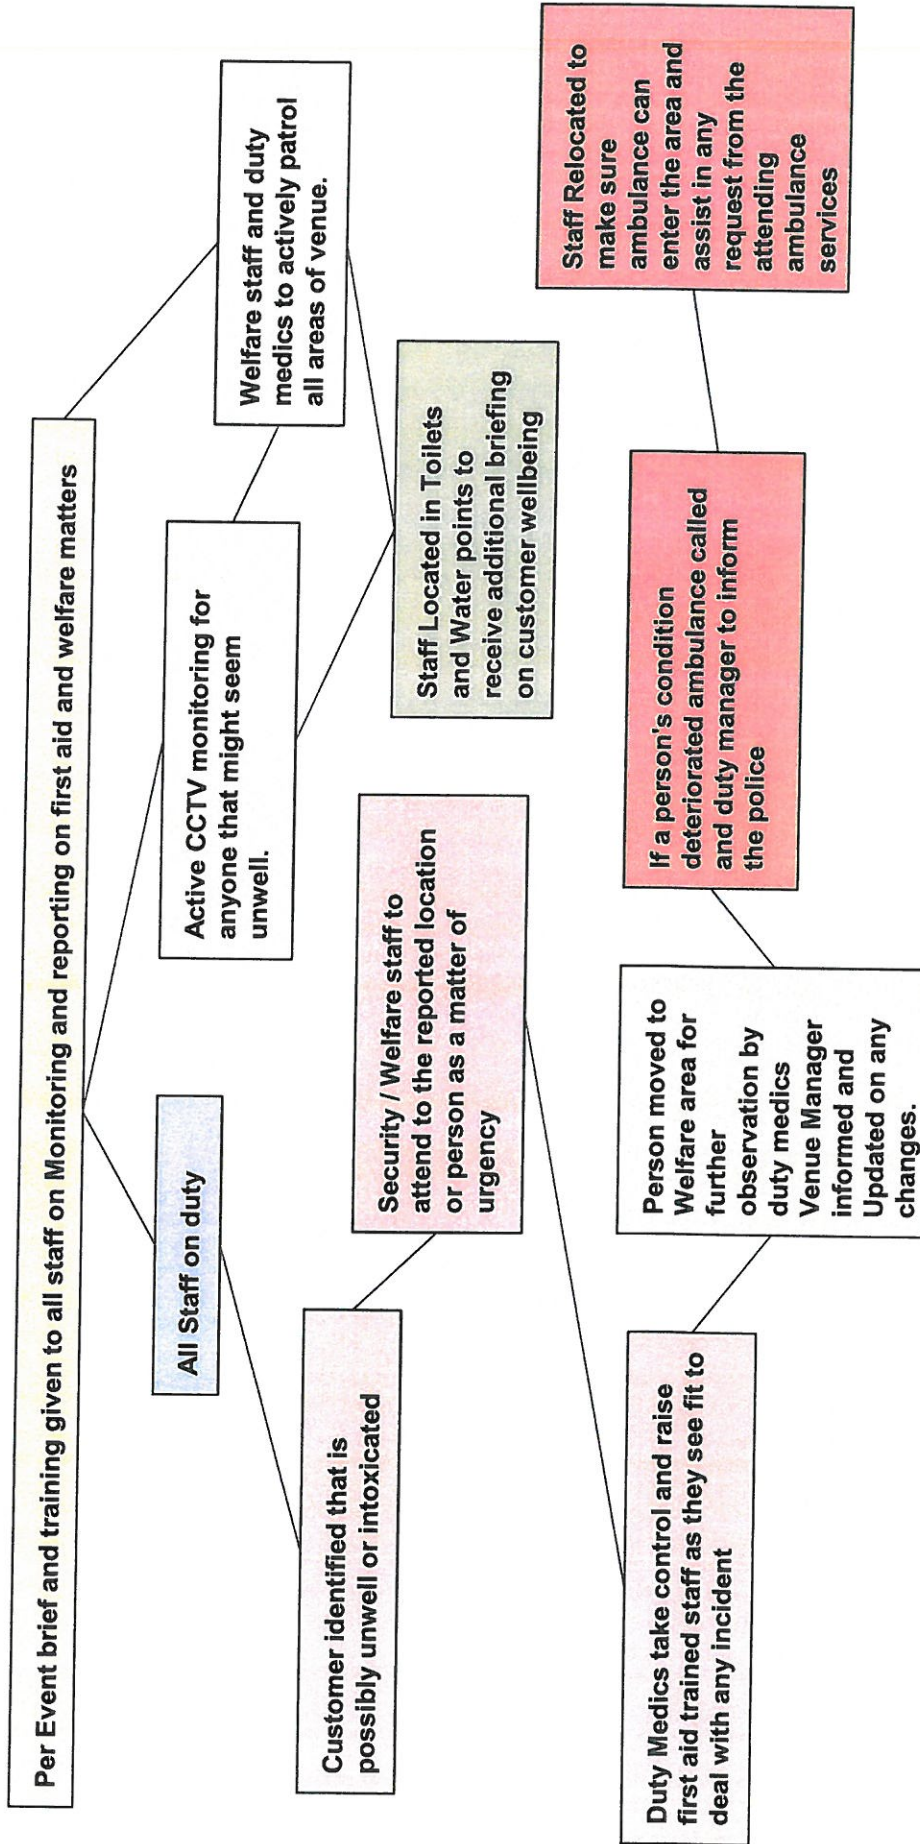 Per Event brief and training given to all staff on Monitoring and reporting on first aid and welfare matters
All Staff on duty
Active CCTV monitoring for
anyone that might seem
unwell.
Welfare staff and duty
medics to actively patrol
all areas of venue.
Customer identified that is
possibly unwell or intoxicated
Security / Welfare staff to
attend to the reported location
or person as a matter of
urgency
Staff Located in Toilets
and Water points to
receive additional briefing
on customer wellbeing
Duty Medics take control and raise
first aid trained staff as they see fit to
deal with any incident
Person moved to
Welfare area for
further
observation by
duty medics
Venue Manager
informed and
Updated on any
changes.
If a person's condition
deteriorated ambulance called
and duty manager to inform
the police
Staff Relocated to
make sure
ambulance can
enter the area and
assist in any
request from the
attending
ambulance
services